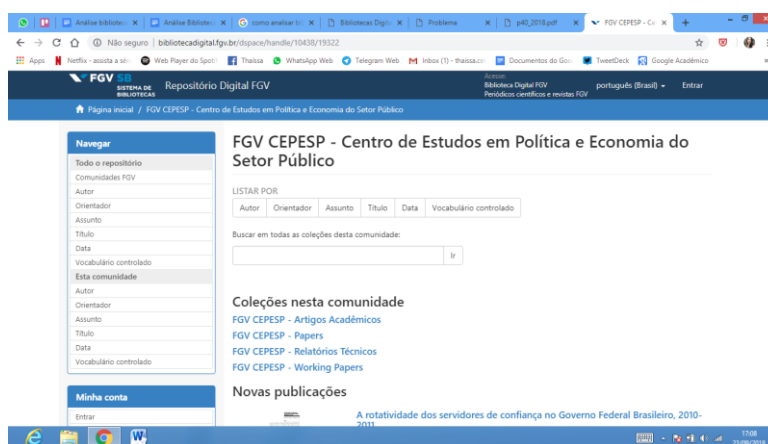 Análise bibliotec
Análise Bibliotec
como analisar bib
Bibliotecas Digita
Problema
p40_2018.pdf
FGV CEPESP - Ce
Não seguro | bibliotecadigital.fgv.br/dspace/handle/10438/19322
Apps
Netflix - assista a séri
Web Player do Spoti
Thaissa
WhatsApp Web
Telegram Web
Inbox (1) - thaissa.co
Documentos do Goo
TweetDeck
Google Acadêmico
FGV SB
SISTEMA DE
BIBLIOTECAS
Repositório Digital FGV
Acesse:
Biblioteca Digital FGV
Periódicos científicos e revistas FGV
português (Brasil)
Entrar
Página inicial / FGV CEPESP - Centro de Estudos em Política e Economia do Setor Público
Navegar
Todo o repositório
Comunidades FGV
Autor
Orientador
Assunto
Título
Data
Vocabulário controlado
Esta comunidade
Autor
Orientador
Assunto
Título
Data
Vocabulário controlado
Minha conta
Entrar
FGV CEPESP - Centro de Estudos em Política e Economia do
Setor Público
LISTAR POR
Autor
Orientador
Assunto
Título
Data
Vocabulário controlado
Buscar em todas as coleções desta comunidade:
Ir
Coleções nesta comunidade
FGV CEPESP - Artigos Acadêmicos
FGV CEPESP - Papers
FGV CEPESP - Relatórios Técnicos
FGV CEPESP - Working Papers
Novas publicações
A rotatividade dos servidores de confiança no Governo Federal Brasileiro, 2010-
2011
17:08